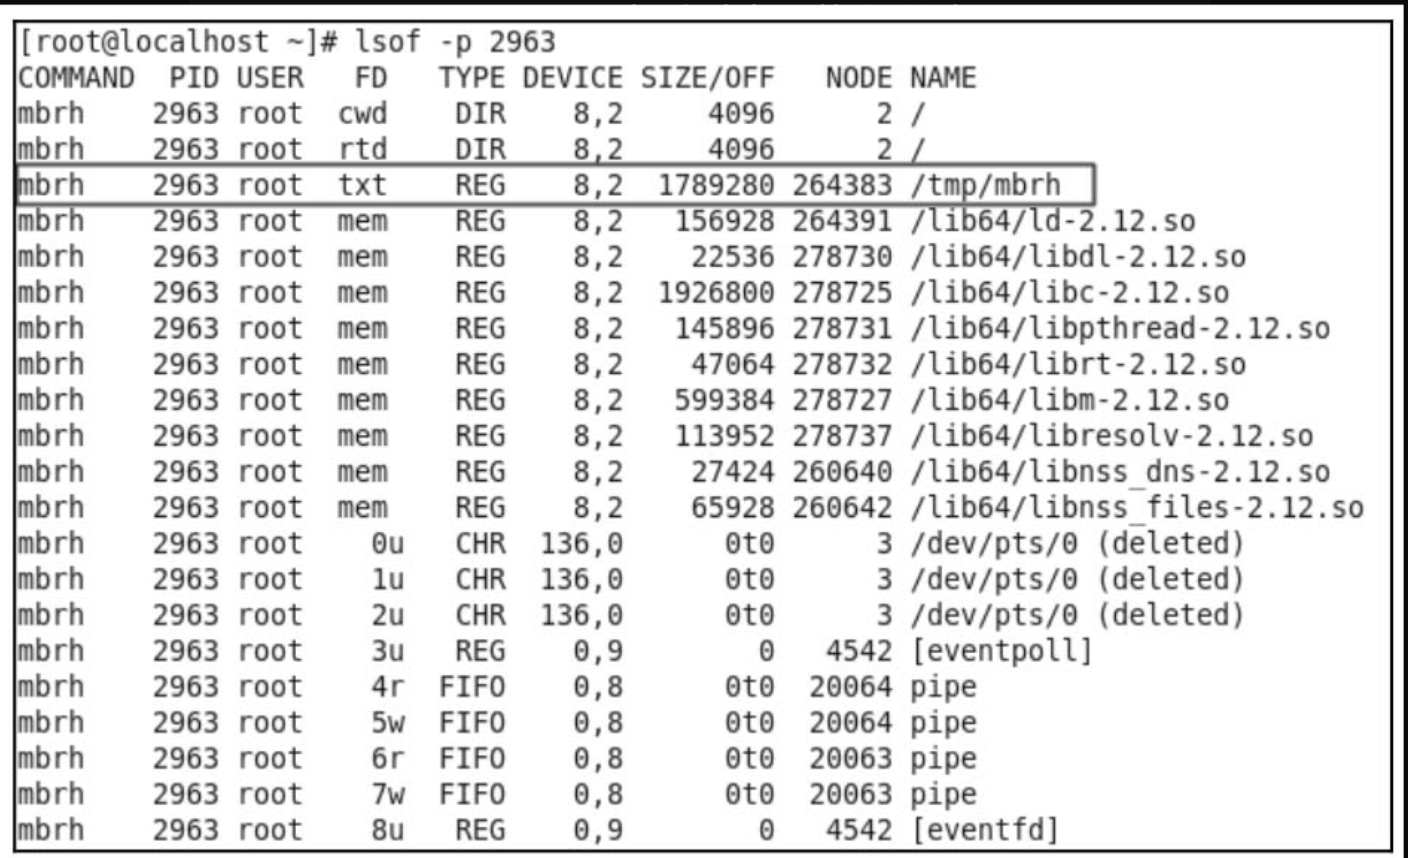 [root@localhost ~]# lsof -p 2963
COMMAND  PID USER   FD   TYPE DEVICE SIZE/OFF   NODE NAME
mbrh    2963 root  cwd    DIR    8,2     4096      2 /
mbrh    2963 root  rtd    DIR    8,2     4096      2 /
mbrh    2963 root  txt    REG    8,2  1789280 264383 /tmp/mbrh
mbrh    2963 root  mem    REG    8,2   156928 264391 /lib64/ld-2.12.so
mbrh    2963 root  mem    REG    8,2    22536 278730 /lib64/libdl-2.12.so
mbrh    2963 root  mem    REG    8,2  1926800 278725 /lib64/libc-2.12.so
mbrh    2963 root  mem    REG    8,2   145896 278731 /lib64/libpthread-2.12.so
mbrh    2963 root  mem    REG    8,2    47064 278732 /lib64/librt-2.12.so
mbrh    2963 root  mem    REG    8,2   599384 278727 /lib64/libm-2.12.so
mbrh    2963 root  mem    REG    8,2   113952 278737 /lib64/libresolv-2.12.so
mbrh    2963 root  mem    REG    8,2    27424 260640 /lib64/libnss_dns-2.12.so
mbrh    2963 root  mem    REG    8,2    65928 260642 /lib64/libnss_files-2.12.so
mbrh    2963 root    0u   CHR  136,0      0t0      3 /dev/pts/0 (deleted)
mbrh    2963 root    1u   CHR  136,0      0t0      3 /dev/pts/0 (deleted)
mbrh    2963 root    2u   CHR  136,0      0t0      3 /dev/pts/0 (deleted)
mbrh    2963 root    3u   REG    0,9        0   4542 [eventpoll]
mbrh    2963 root    4r  FIFO    0,8      0t0  20064 pipe
mbrh    2963 root    5w  FIFO    0,8      0t0  20064 pipe
mbrh    2963 root    6r  FIFO    0,8      0t0  20063 pipe
mbrh    2963 root    7w  FIFO    0,8      0t0  20063 pipe
mbrh    2963 root    8u   REG    0,9        0   4542 [eventfd]